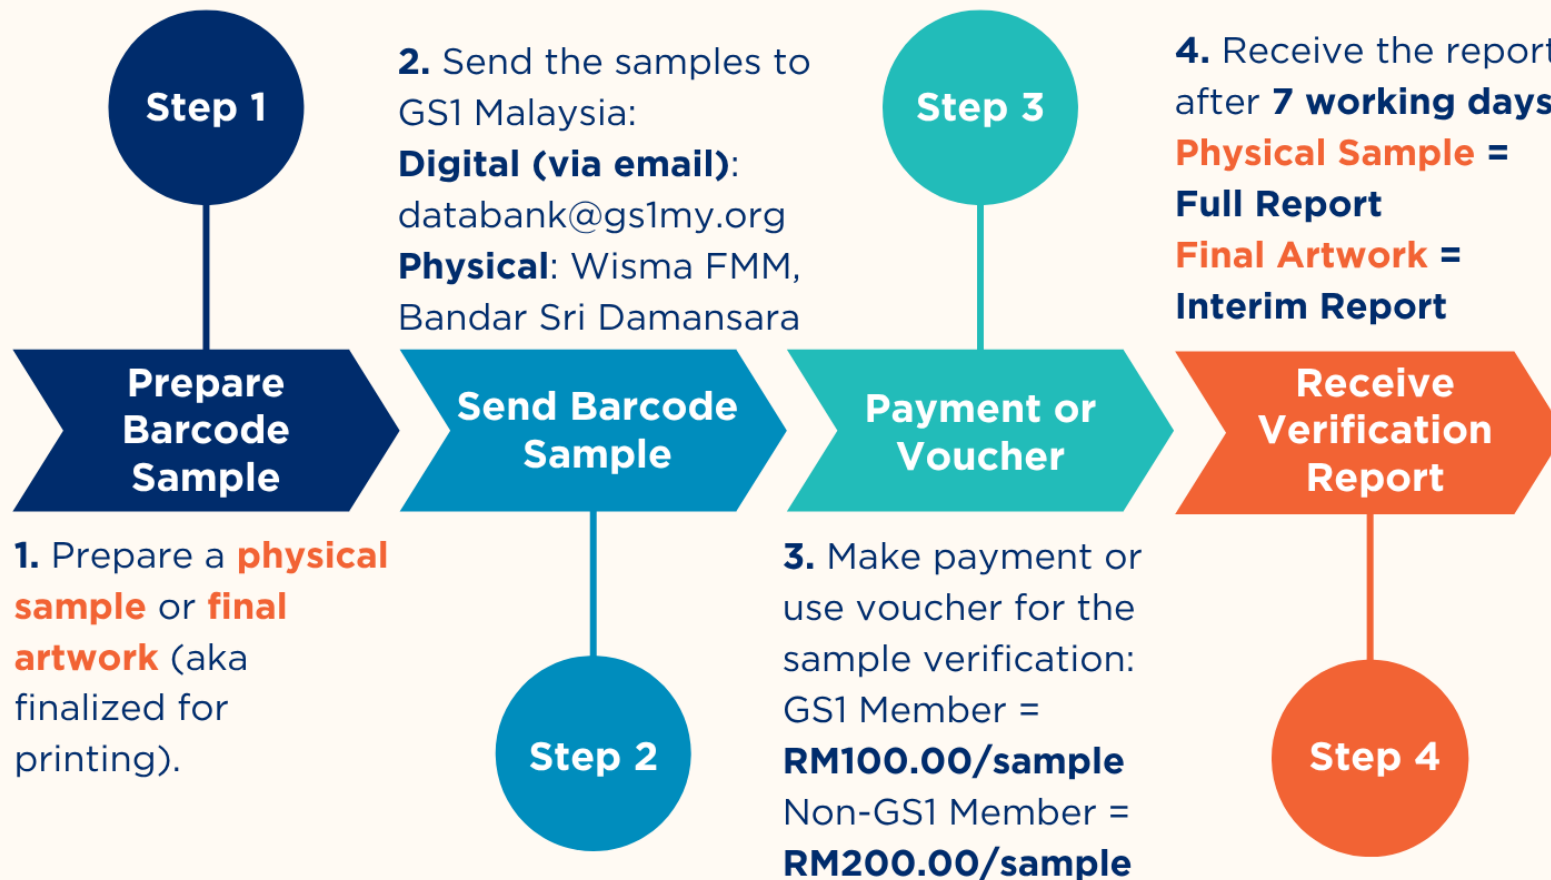 Step 1
Prepare
Barcode
Sample
1. Prepare a physical
sample or final
artwork (aka
finalized for
printing).
2. Send the samples to
GS1 Malaysia:
Digital (via email):
databank@gs1my.org
Physical: Wisma FMM,
Bandar Sri Damansara
Send Barcode
Sample
Step 2
Step 3
Payment or
Voucher
3. Make payment or
use voucher for the
sample verification:
GS1 Member =
RM100.00/sample
Non-GS1 Member =
RM200.00/sample
4. Receive the report
after 7 working days
Physical Sample =
Full Report
Final Artwork =
Interim Report
Receive
Verification
Report
Step 4